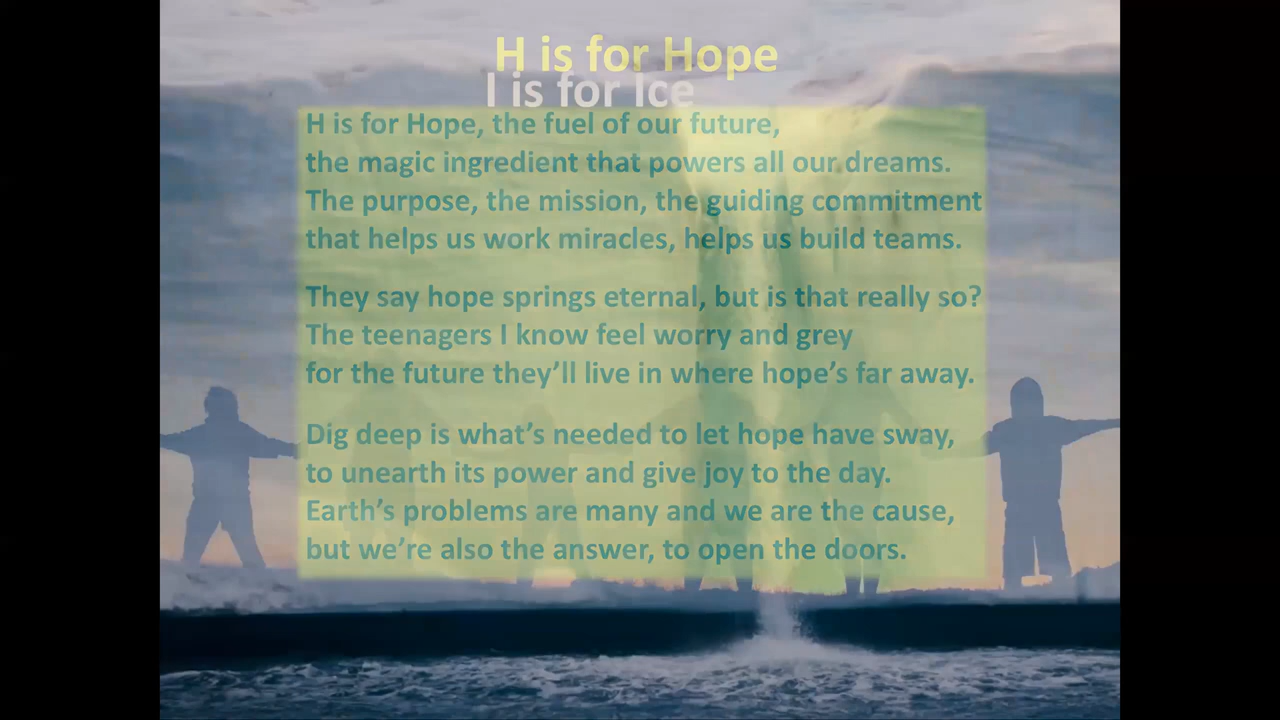 H is for Hope
I is for Ice
H is for Hope, the fuel of our future,
the magic ingredient that powers all our dreams.
The purpose, the mission, the guiding commitment
that helps us work miracles, helps us build teams.
They say hope springs eternal, but is that really so?
The teenagers I know feel worry and grey
for the future they’ll live in where hope’s far away.
Dig deep is what’s needed to let hope have sway,
to unearth its power and give joy to the day.
Earth’s problems are many and we are the cause,
but we’re also the answer, to open the doors.